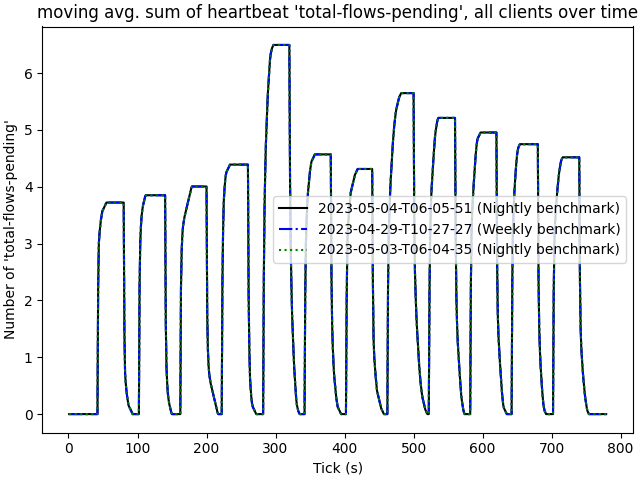 moving avg. sum of heartbeat 'total-flows-pending', all clients over time
Number of 'total-flows-pending'
6
5
4
3
2
1
0
2023-05-04-T06-05-51 (Nightly benchmark)
2023-04-29-T10-27-27 (Weekly benchmark)
2023-05-03-T06-04-35 (Nightly benchmark)
0 100 200 300 400 500 600 700 800
Tick (s)